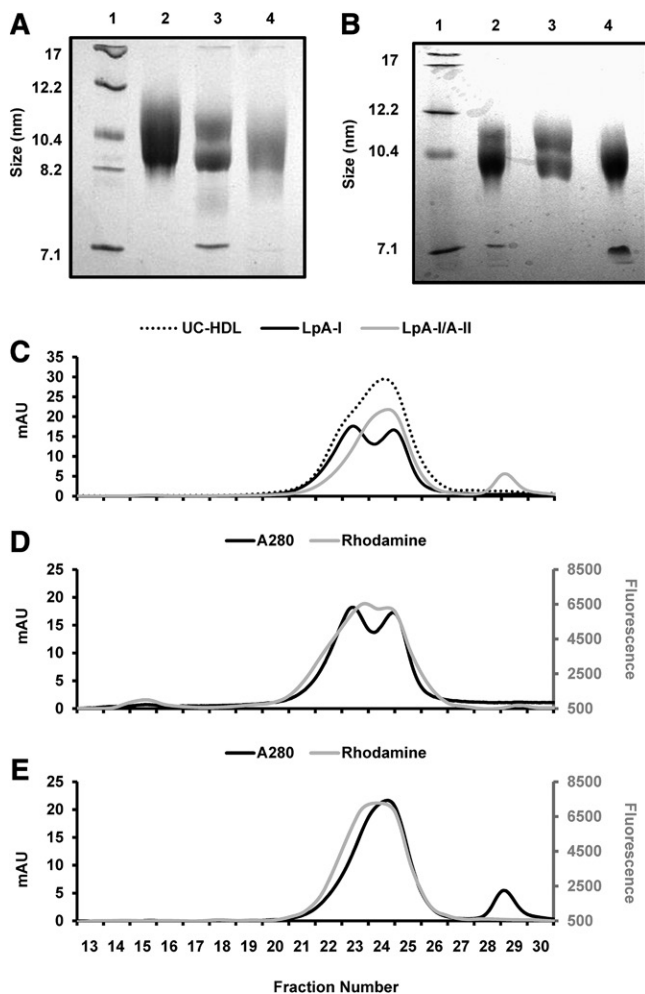 A
1 2 3 4
17
12.2
10.4
8.2
7.1
Size (nm)
B
1 2 3 4
17
12.2
10.4
7.1
Size (nm)
UC-HDL LpA-I LpA-I/A-II
C
35
30
25
20
15
10
5
0
mAU
A280 Rhodamine
D
25
20
15
10
5
0
mAU
8500
6500
4500
2500
500
Fluorescence
A280 Rhodamine
E
25
20
15
10
5
0
mAU
8500
6500
4500
2500
500
Fluorescence
13 14 15 16 17 18 19 20 21 22 23 24 25 26 27 28 29 30
Fraction Number